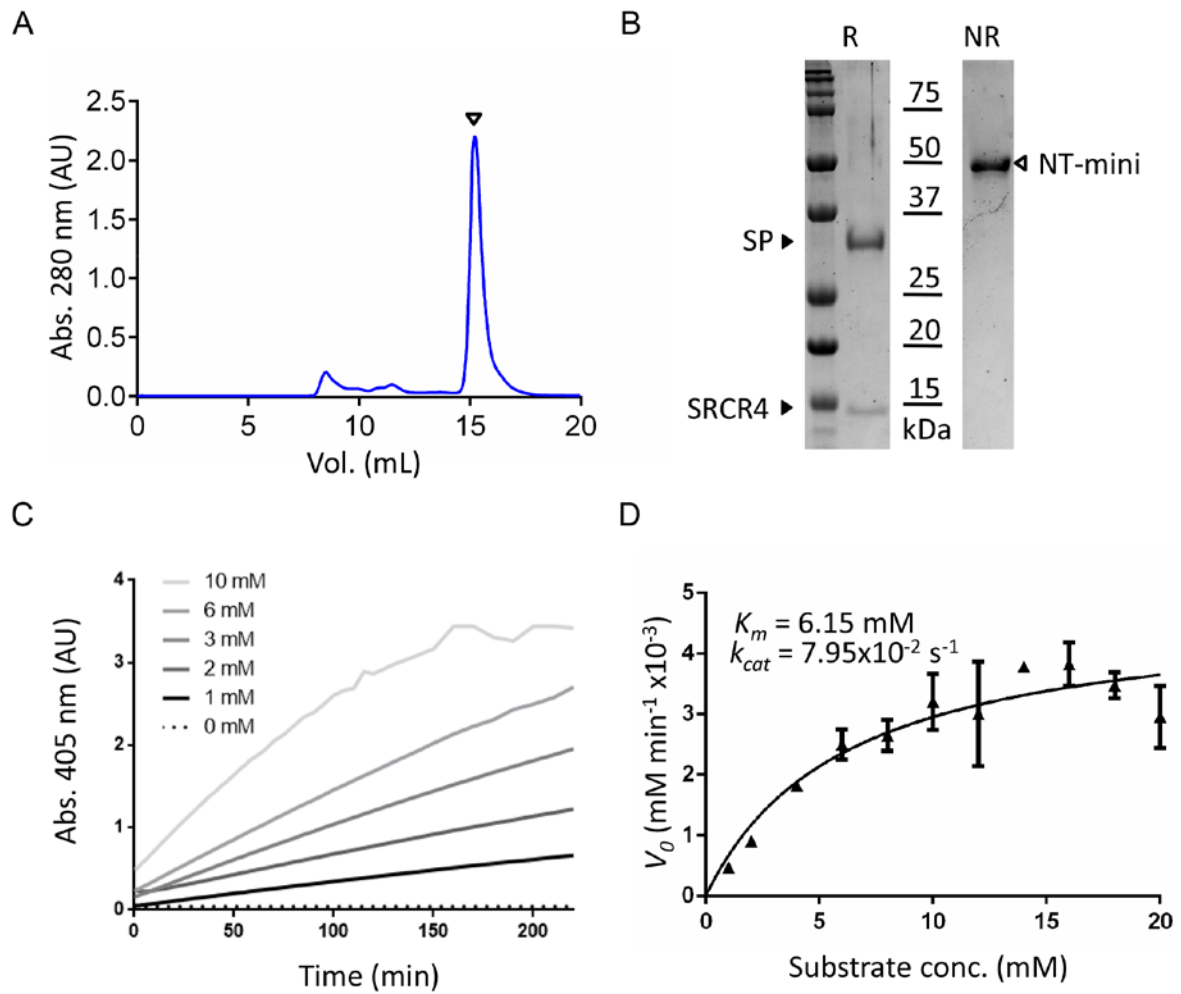 A
Abs. 280 nm (AU)
2.5
2.0
1.5
1.0
0.5
0.0
0 5 10 15 20
Vol. (mL)
B
R NR
75
50
37
25
20
15
kDa
SP
SRCR4
NT-mini
C
Abs. 405 nm (AU)
4
3
2
1
0
10 mM
6 mM
3 mM
2 mM
1 mM
0 mM
0 50 100 150 200
Time (min)
D
V0 (mM min-1 x10-3)
5
4
3
2
1
0
Km = 6.15 mM
kcat = 7.95x10-2 s-1
0 5 10 15 20
Substrate conc. (mM)